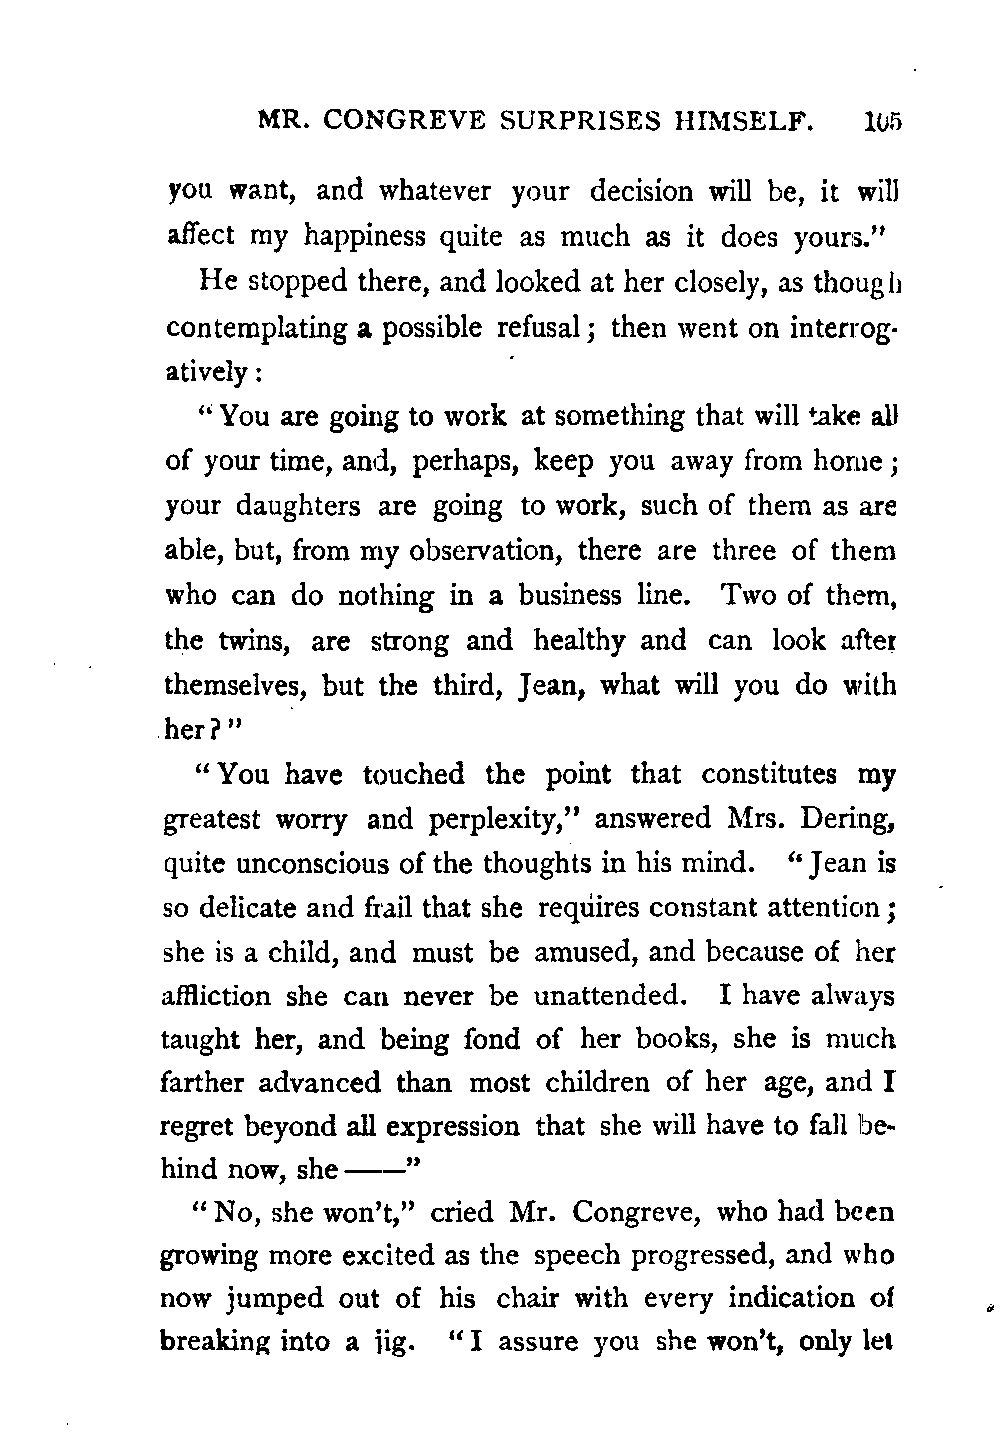 MR. CONGREVE SURPRISES HIMSELF. 105
you want, and whatever your decision will be, it will
affect my happiness quite as much as it does yours."
He stopped there, and looked at her closely, as though
contemplating a possible refusal; then went on interrog-
atively:
"You are going to work at something that will take all
of your time, and, perhaps, keep you away from home;
your daughters are going to work, such of them as are
able, but, from my observation, there are three of them
who can do nothing in a business line. Two of them,
the twins, are strong and healthy and can look after
themselves, but the third, Jean, what will you do with
her?"
"You have touched the point that constitutes my
greatest worry and perplexity," answered Mrs. Dering,
quite unconscious of the thoughts in his mind. "Jean is
so delicate and frail that she requires constant attention;
she is a child, and must be amused, and because of her
affliction she can never be unattended. I have always
taught her, and being fond of her books, she is much
farther advanced than most children of her age, and I
regret beyond all expression that she will have to fall be-
hind now, she——"
"No, she won't," cried Mr. Congreve, who had been
growing more excited as the speech progressed, and who
now jumped out of his chair with every indication of
breaking into a jig. "I assure you she won't, only let